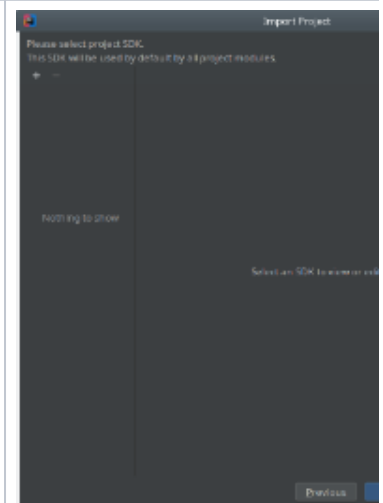 Import Project
Please select project SDK.
This SDK will be used by default by all project modules.
+ −
Nothing to show
Select an SDK to view or edi
Previous